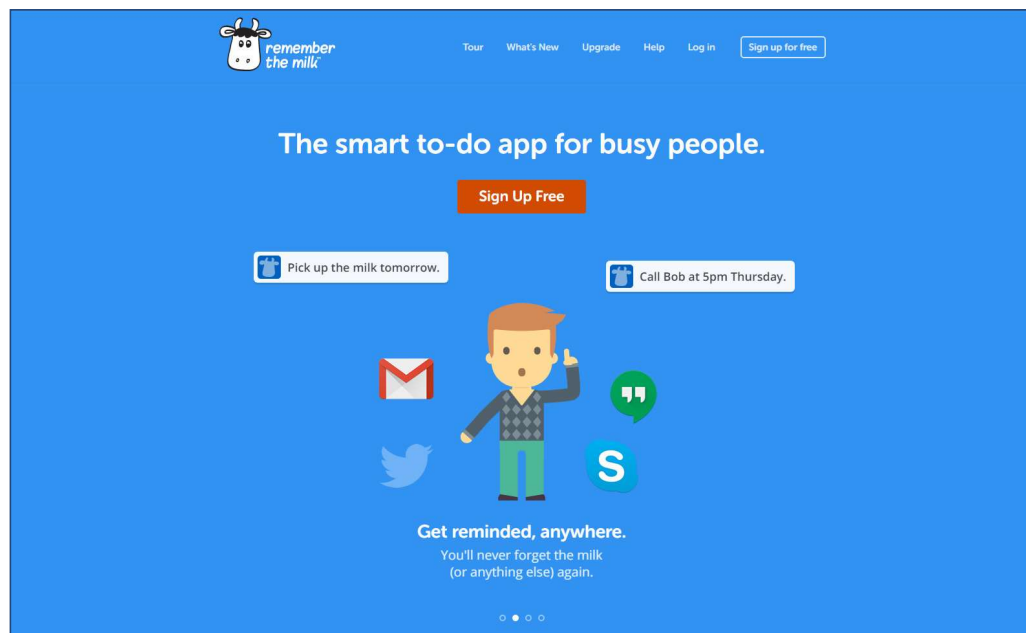 remember
the milk™
Tour What's New Upgrade Help Log in Sign up for free
The smart to-do app for busy people.
Sign Up Free
Pick up the milk tomorrow.
Call Bob at 5pm Thursday.
S
Get reminded, anywhere.
You'll never forget the milk
(or anything else) again.